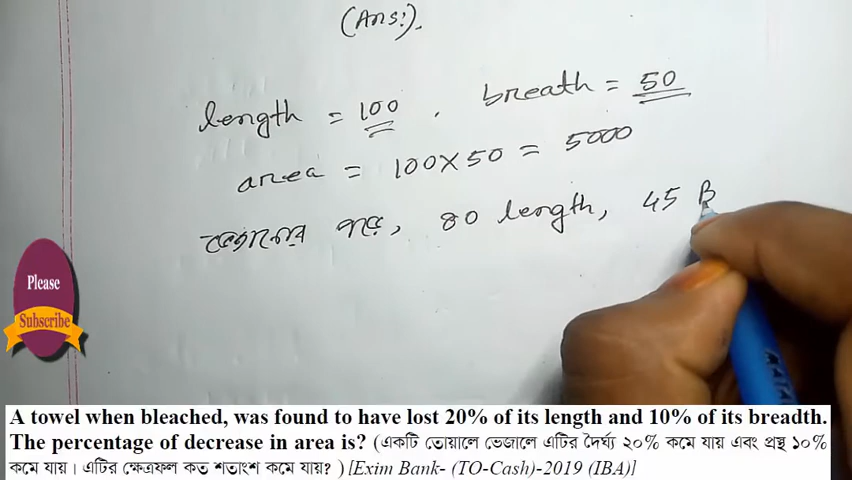 (Ans:).
length = 100 . breath = 50
area = 100×50 = 5000
ভেজানোর পরে, 80 length, 45 B
Please
Subscribe
A towel when bleached, was found to have lost 20% of its length and 10% of its breadth.
The percentage of decrease in area is? (একটি তোয়ালে ভেজালে এটির দৈর্ঘ্য ২০% কমে যায় এবং প্রস্থ ১০%
কমে যায়। এটির ক্ষেত্রফল কত শতাংশ কমে যায়? ) [Exim Bank- (TO-Cash)-2019 (IBA)]